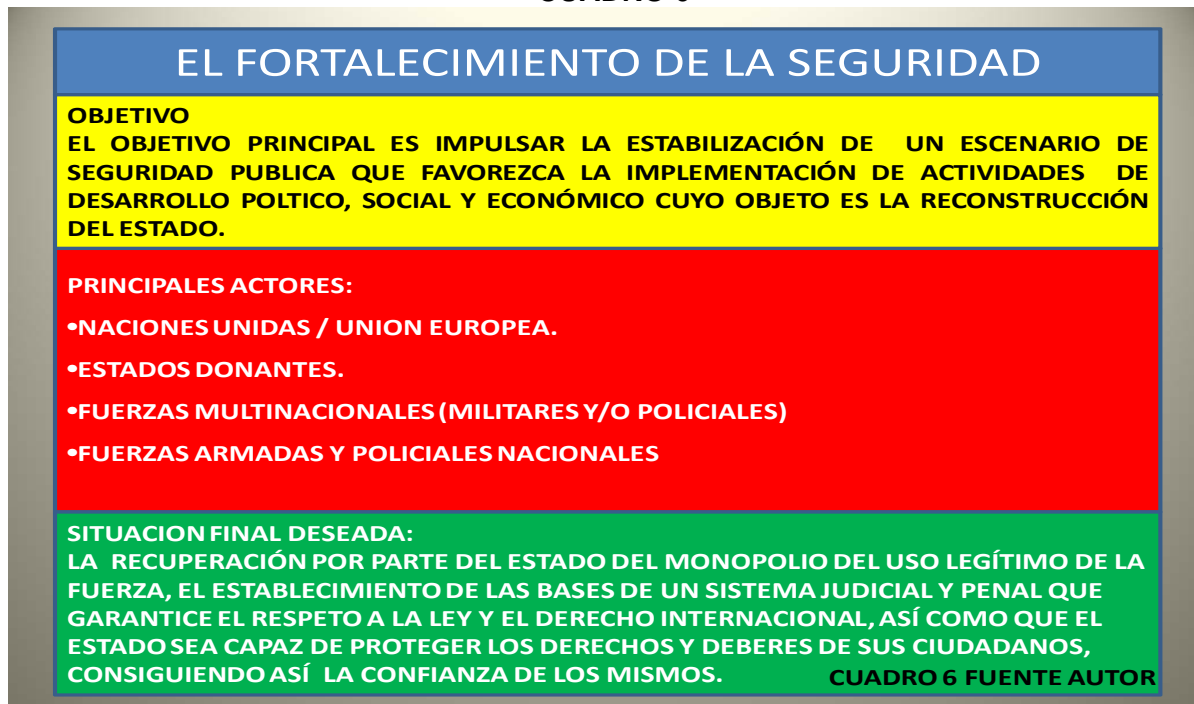 CUADRO 6
EL FORTALECIMIENTO DE LA SEGURIDAD
OBJETIVO
EL OBJETIVO PRINCIPAL ES IMPULSAR LA ESTABILIZACIÓN DE UN ESCENARIO DE
SEGURIDAD PUBLICA QUE FAVOREZCA LA IMPLEMENTACIÓN DE ACTIVIDADES DE
DESARROLLO POLTICO, SOCIAL Y ECONÓMICO CUYO OBJETO ES LA RECONSTRUCCIÓN
DEL ESTADO.
PRINCIPALES ACTORES:
•NACIONES UNIDAS / UNION EUROPEA.
•ESTADOS DONANTES.
•FUERZAS MULTINACIONALES (MILITARES Y/O POLICIALES)
•FUERZAS ARMADAS Y POLICIALES NACIONALES
SITUACION FINAL DESEADA:
LA RECUPERACIÓN POR PARTE DEL ESTADO DEL MONOPOLIO DEL USO LEGÍTIMO DE LA
FUERZA, EL ESTABLECIMIENTO DE LAS BASES DE UN SISTEMA JUDICIAL Y PENAL QUE
GARANTICE EL RESPETO A LA LEY Y EL DERECHO INTERNACIONAL, ASÍ COMO QUE EL
ESTADO SEA CAPAZ DE PROTEGER LOS DERECHOS Y DEBERES DE SUS CIUDADANOS,
CONSIGUIENDO ASÍ LA CONFIANZA DE LOS MISMOS.
CUADRO 6 FUENTE AUTOR